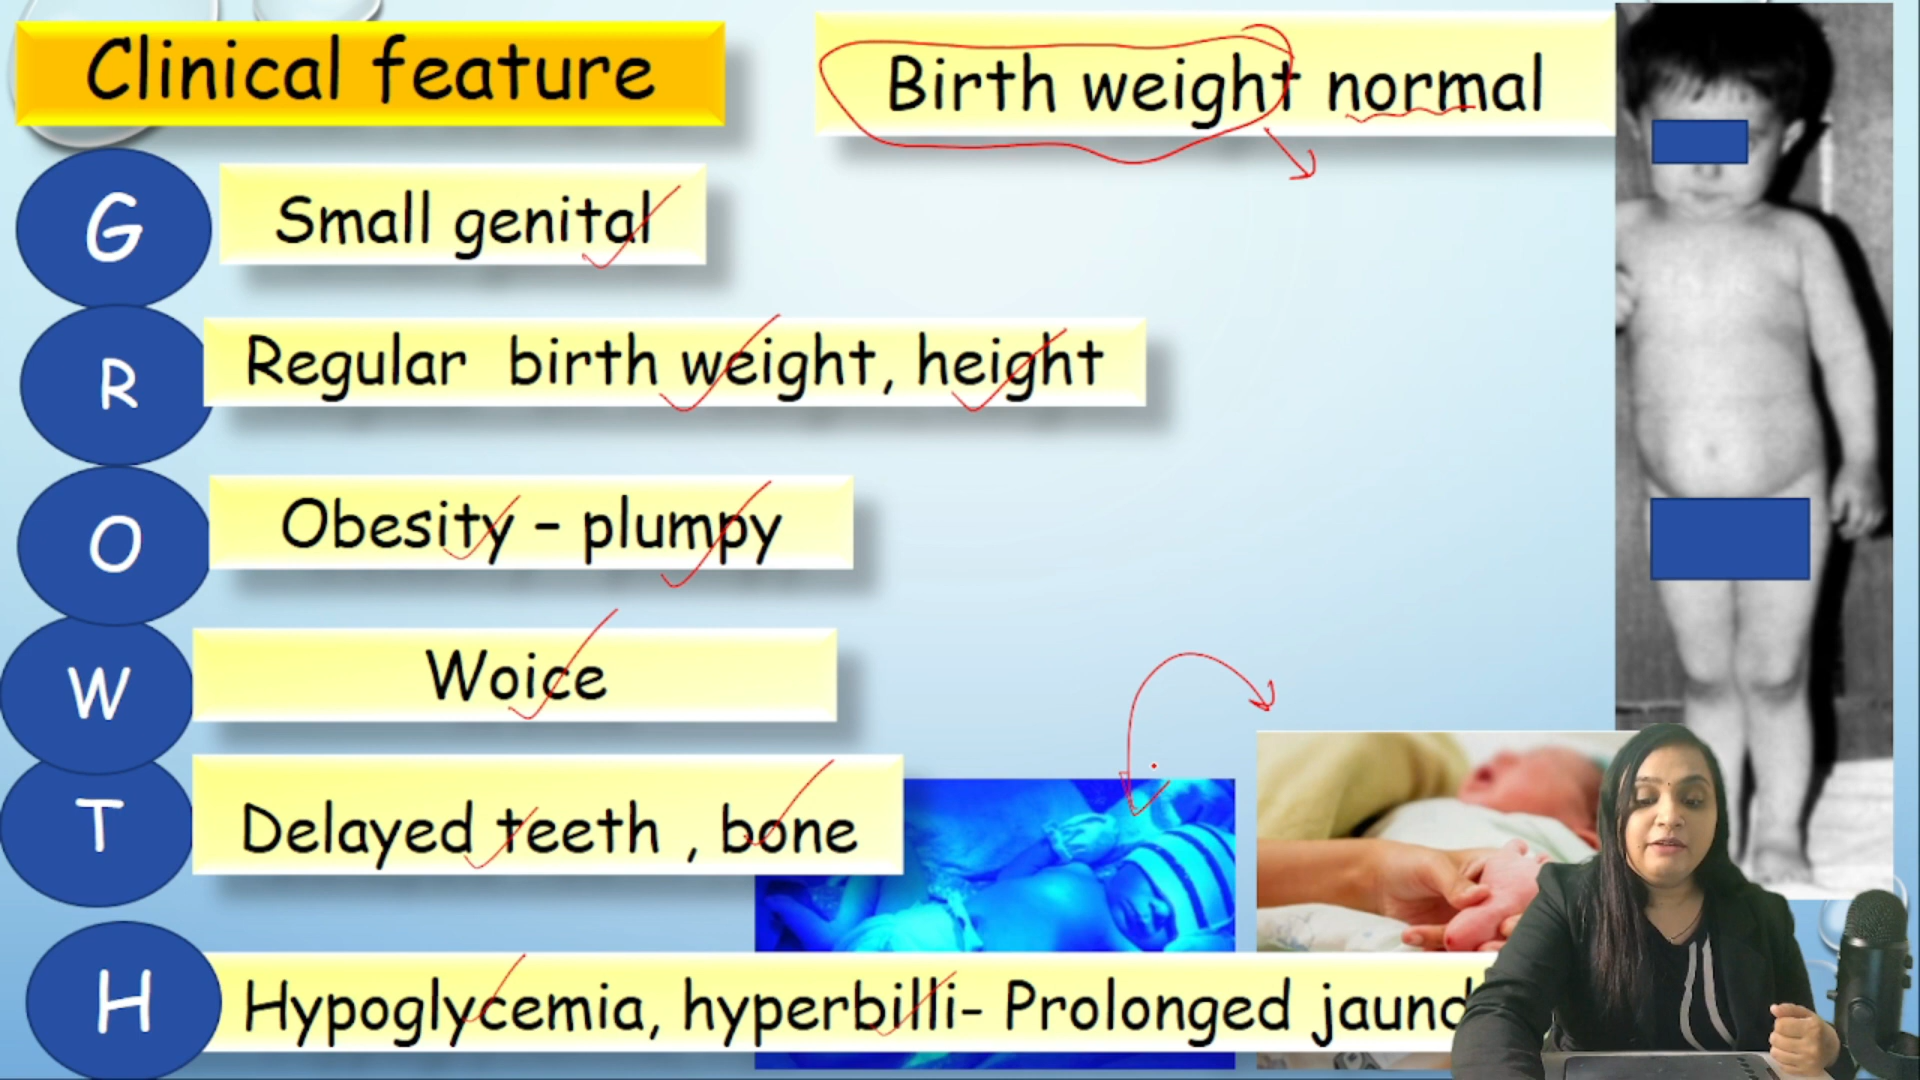 Clinical feature
Birth weight normal
G
Small genital
R
Regular birth weight, height
O
Obesity - plumpy
W
Woice
T
Delayed teeth , bone
H
Hypoglycemia, hyperbilli- Prolonged